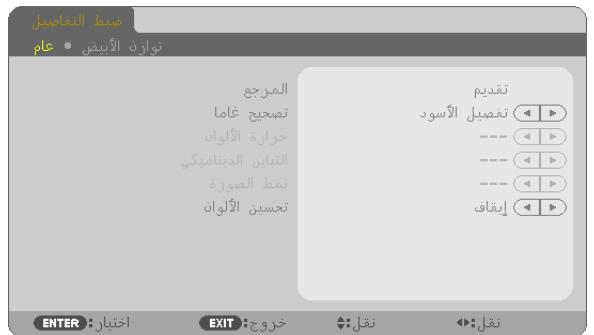 ضبط التفاصيل
عام ● توازن الأبيض
المرجع تقديم
تصحيح غاما تفصيل الأسود
حرارة الألوان ---
التباين الديناميكي ---
نمط الصورة ---
تحسين الألوان إيقاف
ENTER: اختيار EXIT: خروج نقل: نقل: